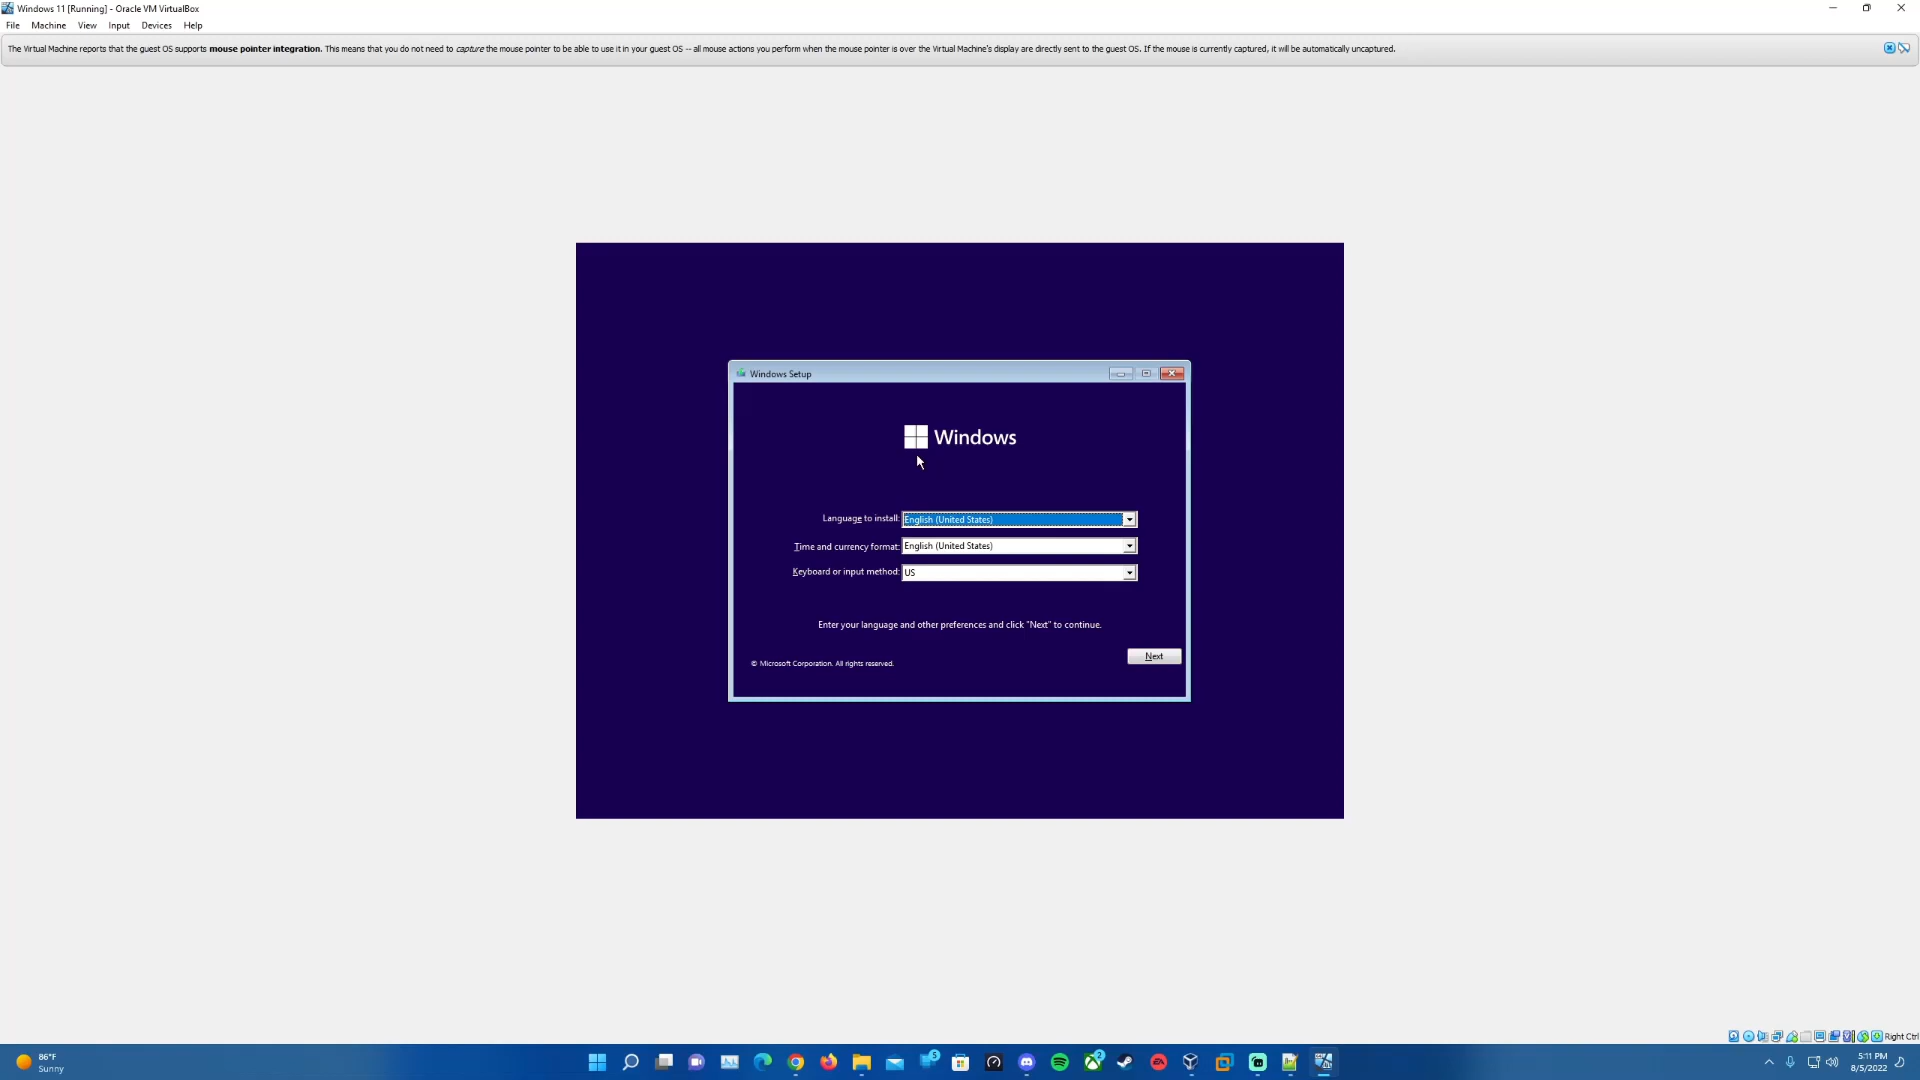 Windows 11 [Running] - Oracle VM VirtualBox
File Machine View Input Devices Help
The Virtual Machine reports that the guest OS supports mouse pointer integration. This means that you do not need to capture the mouse pointer to be able to use it in your guest OS -- all mouse actions you perform when the mouse pointer is over the Virtual Machine's display are directly sent to the guest OS. If the mouse is currently captured, it will be automatically uncaptured.
Windows Setup
Windows
Language to install: English (United States)
Time and currency format: English (United States)
Keyboard or input method: US
Enter your language and other preferences and click "Next" to continue.
Next
© Microsoft Corporation. All rights reserved.
Right Ctrl
86°F
Sunny
5
2
5:11 PM
8/5/2022